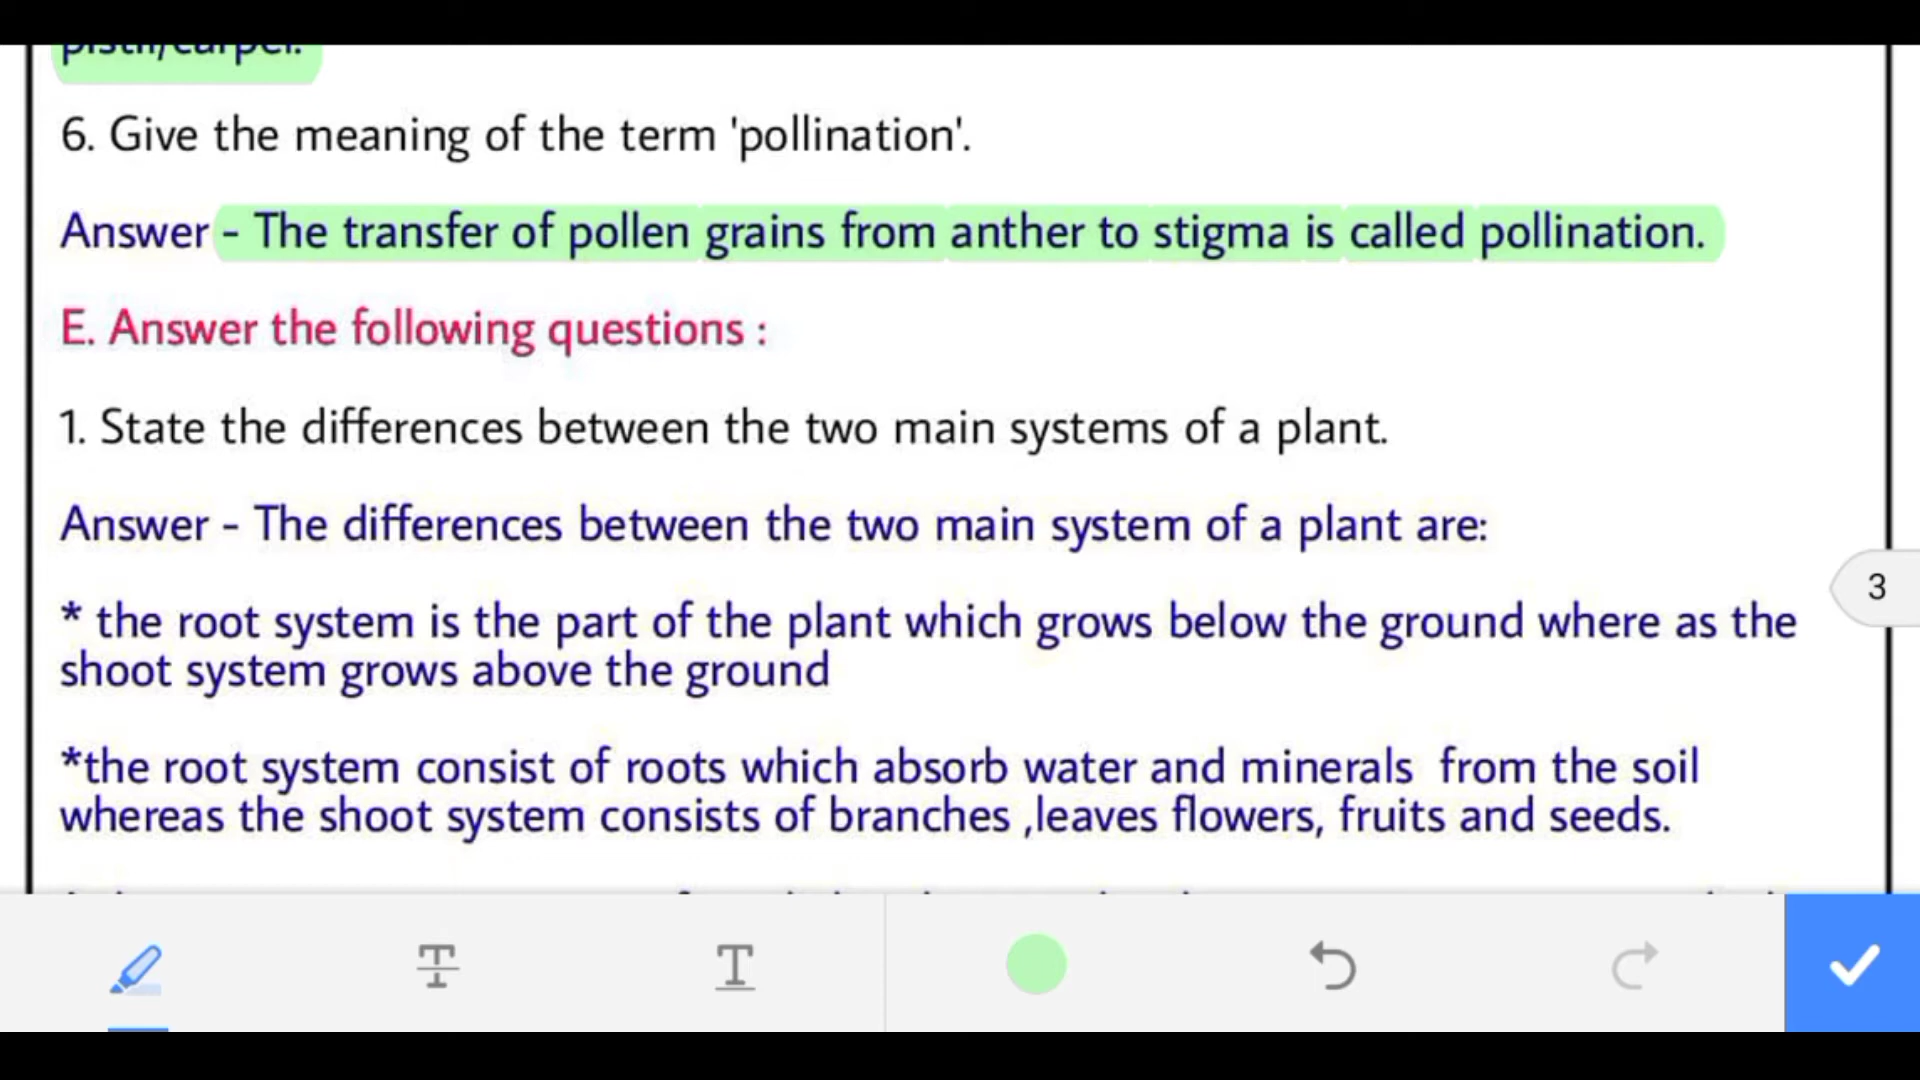 pistil/carpel.
6. Give the meaning of the term 'pollination'.
Answer - The transfer of pollen grains from anther to stigma is called pollination.
E. Answer the following questions :
1. State the differences between the two main systems of a plant.
Answer - The differences between the two main system of a plant are:
* the root system is the part of the plant which grows below the ground where as the
shoot system grows above the ground
3
*the root system consist of roots which absorb water and minerals  from the soil
whereas the shoot system consists of branches ,leaves flowers, fruits and seeds.